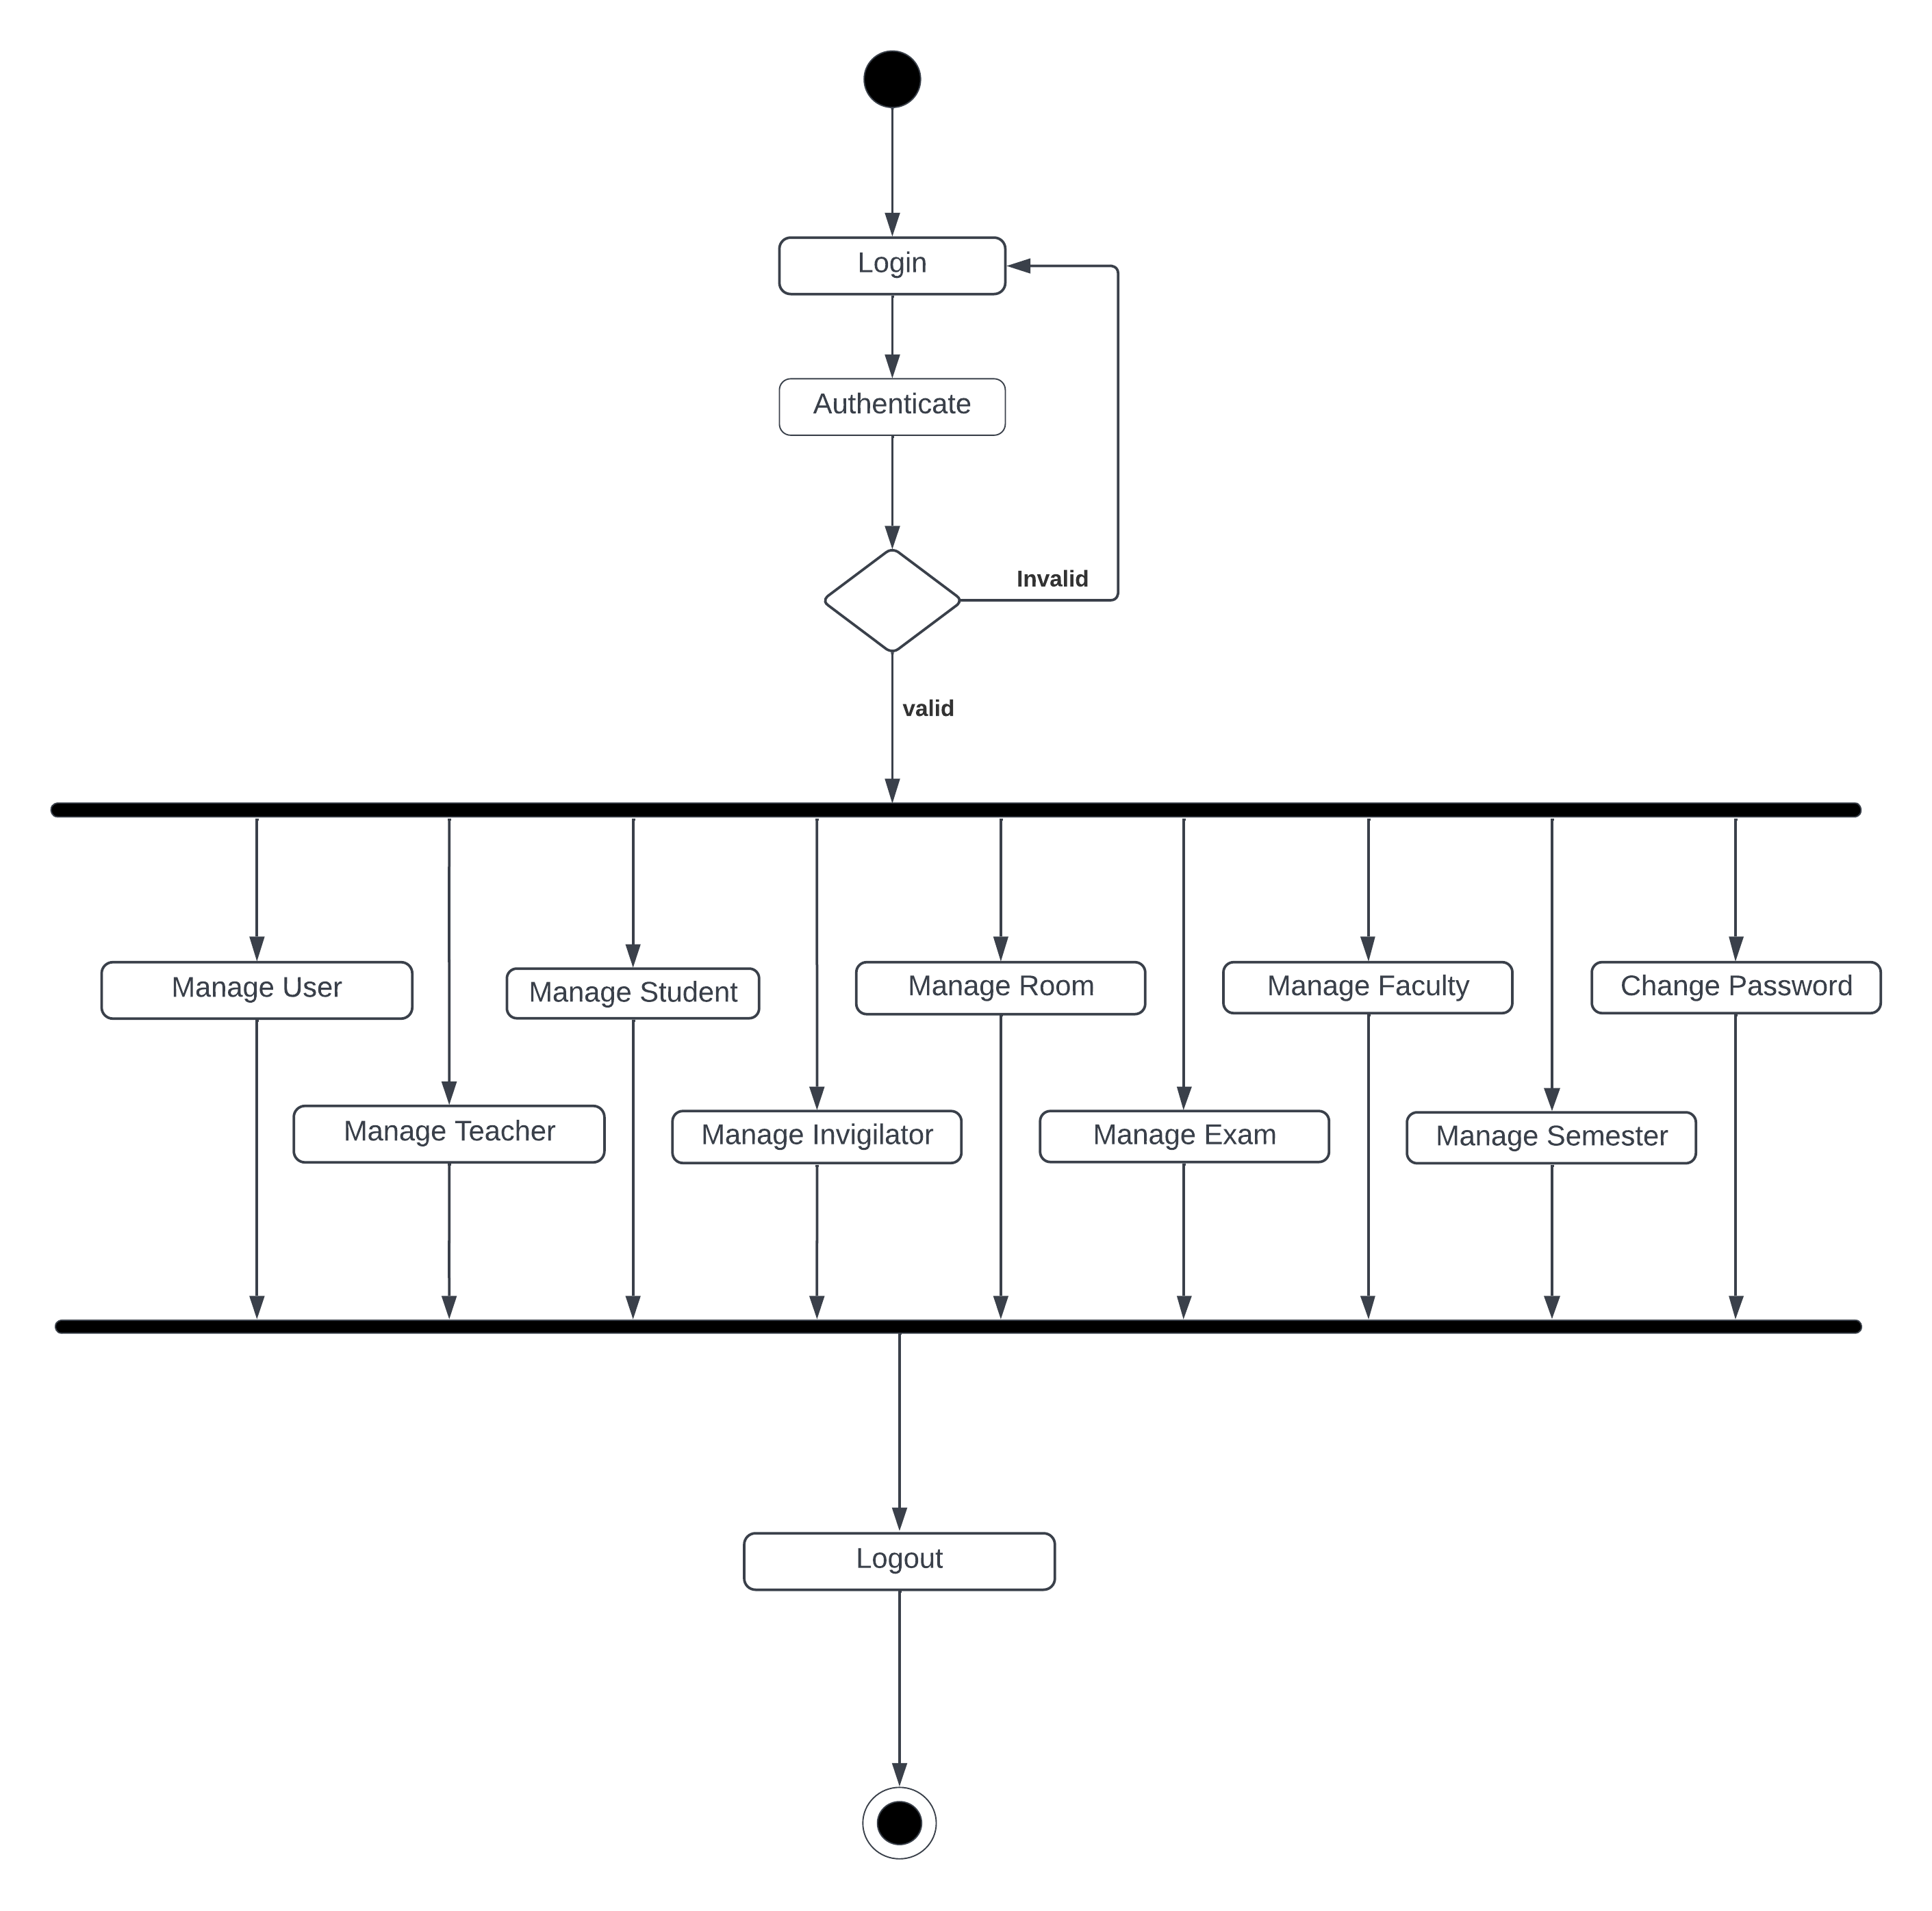 Login
Authenticate
Invalid
valid
Manage User
Manage Student
Manage Room
Manage Faculty
Change Password
Manage Teacher
Manage Invigilator
Manage Exam
Manage Semester
Logout